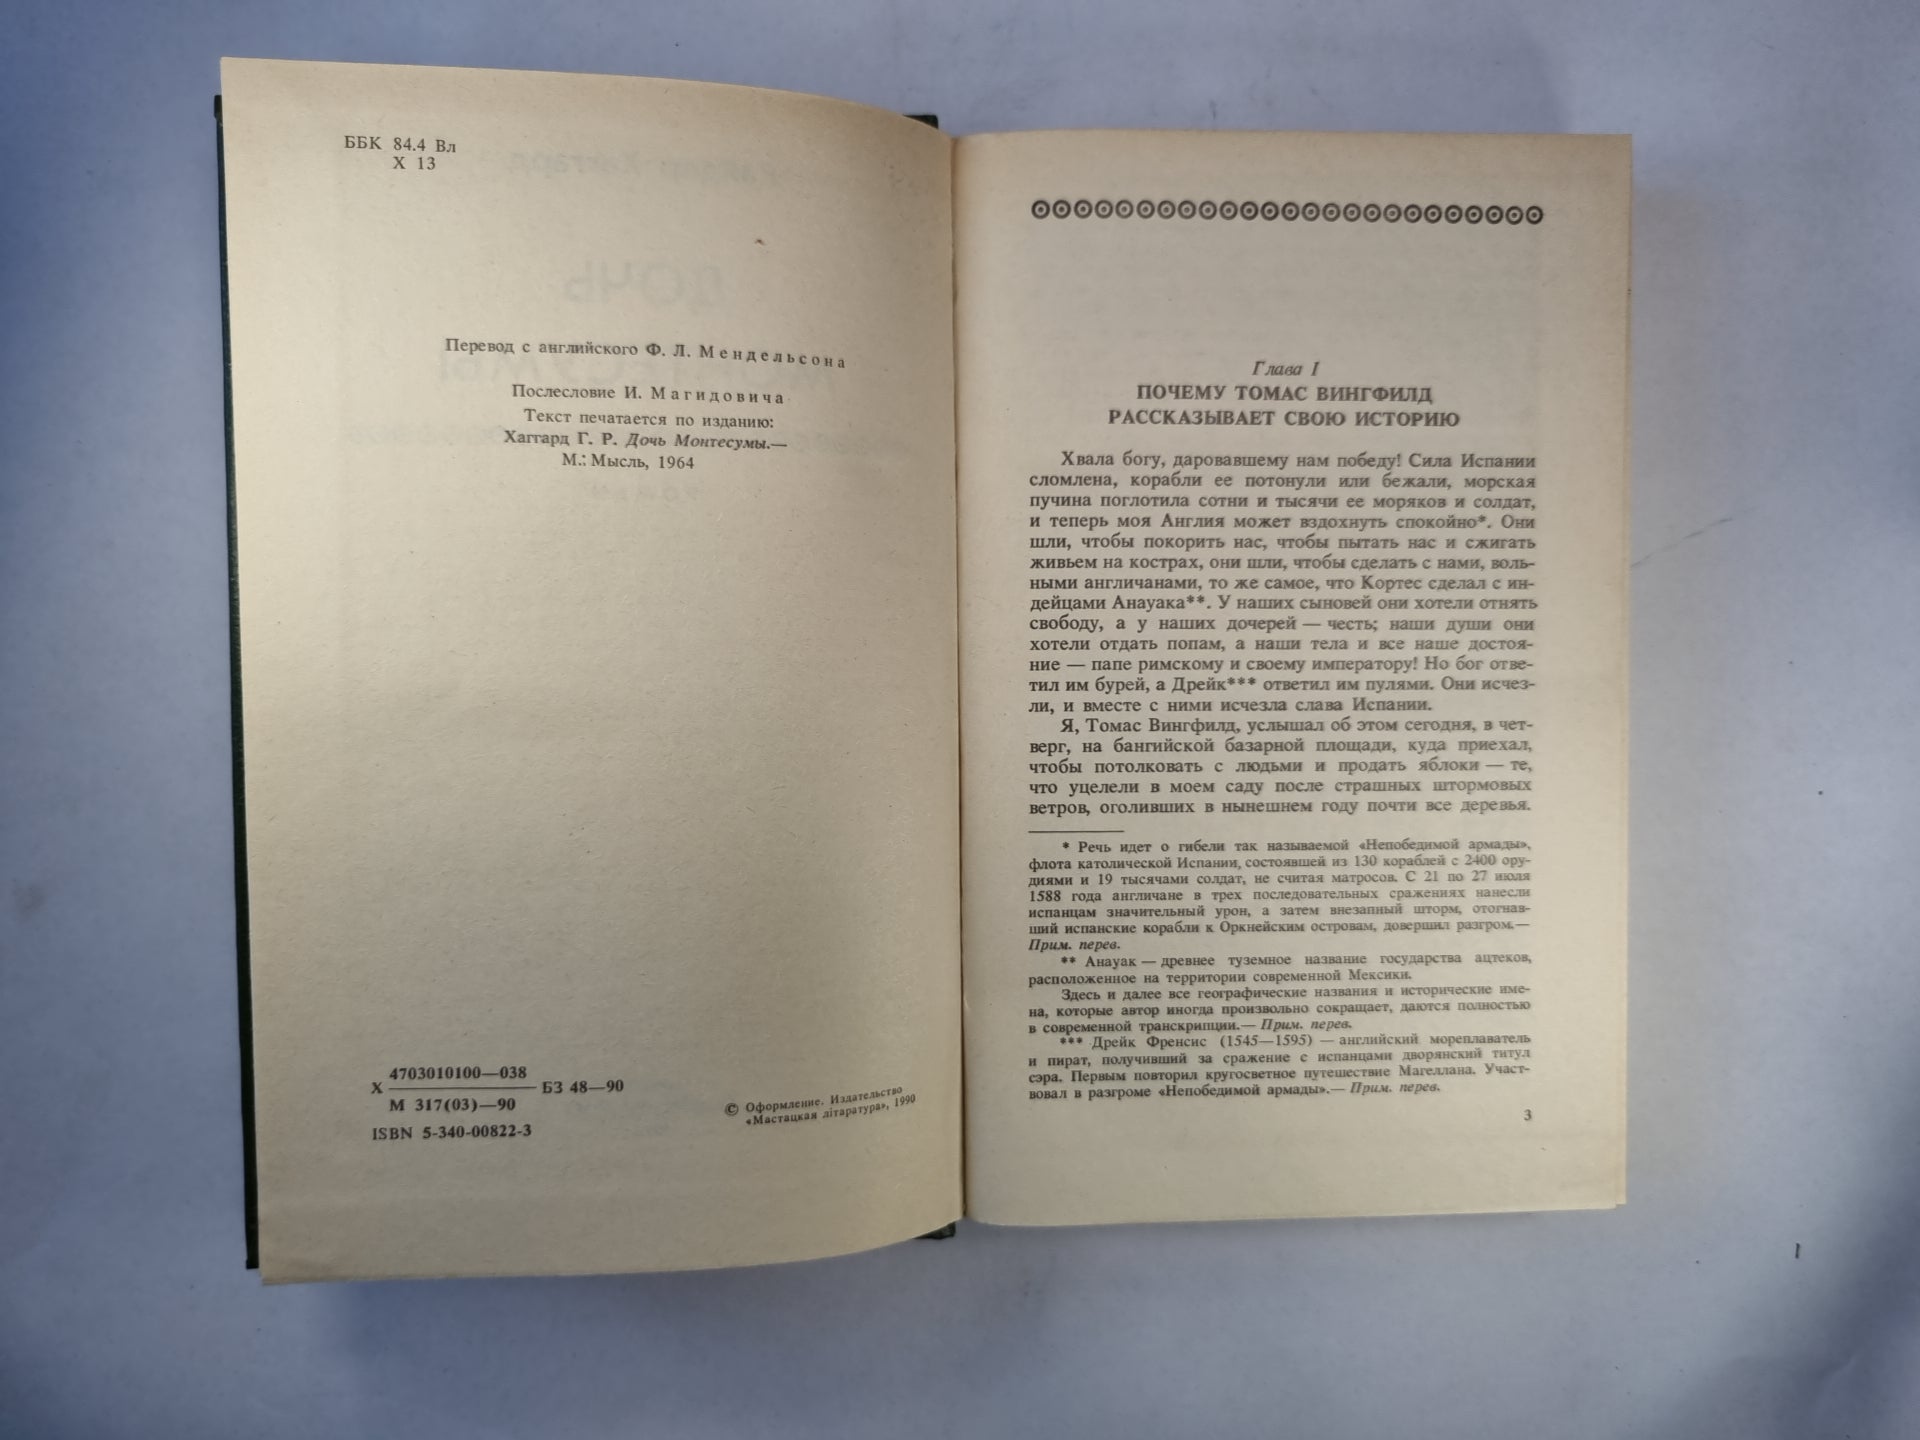 ББК 84.4 Вл
Х 13
Перевод с английского Ф. Л. Мендельсона
Послесловие И. Магидовича
Текст печатается по изданию:
Хаггард Г. Р. Дочь Монтесумы.—
М.: Мысль, 1964
Х 4703010100—038 БЗ 48—90
М 317(03)—90
ISBN 5-340-00822-3
© Оформление. Издательство
«Мастацкая літаратура», 1990
Глава I
ПОЧЕМУ ТОМАС ВИНГФИЛД
РАССКАЗЫВАЕТ СВОЮ ИСТОРИЮ
Хвала богу, даровавшему нам победу! Сила Испании
сломлена, корабли ее потонули или бежали, морская
пучина поглотила сотни и тысячи ее моряков и солдат,
и теперь моя Англия может вздохнуть спокойно*. Они
шли, чтобы покорить нас, чтобы пытать нас и сжигать
живьем на кострах, они шли, чтобы сделать с нами, воль-
ными англичанами, то же самое, что Кортес сделал с ин-
дейцами Анауака**. У наших сыновей они хотели отнять
свободу, а у наших дочерей — честь; наши души они
хотели отдать попам, а наши тела и все наше достоя-
ние — папе римскому и своему императору! Но бог отве-
тил им бурей, а Дрейк*** ответил им пулями. Они исчез-
ли, и вместе с ними исчезла слава Испании.
Я, Томас Вингфилд, услышал об этом сегодня, в чет-
верг, на бангийской базарной площади, куда приехал,
чтобы потолковать с людьми и продать яблоки — те,
что уцелели в моем саду после страшных штормовых
ветров, оголивших в нынешнем году почти все деревья.
* Речь идет о гибели так называемой «Непобедимой армады»,
флота католической Испании, состоявшей из 130 кораблей с 2400 ору-
диями и 19 тысячами солдат, не считая матросов. С 21 по 27 июля
1588 года англичане в трех последовательных сражениях нанесли
испанцам значительный урон, а затем внезапный шторм, отогнав-
ший испанские корабли к Оркнейским островам, довершил разгром.—
Прим. перев.
** Анауак — древнее туземное название государства ацтеков,
расположенное на территории современной Мексики.
Здесь и далее все географические названия и исторические име-
на, которые автор иногда произвольно сокращает, даются полностью
в современной транскрипции.— Прим. перев.
*** Дрейк Френсис (1545—1595) — английский мореплаватель
и пират, получивший за сражение с испанцами дворянский титул
сэра. Первым повторил кругосветное путешествие Магеллана. Участ-
вовал в разгроме «Непобедимой армады».— Прим. перев.
3